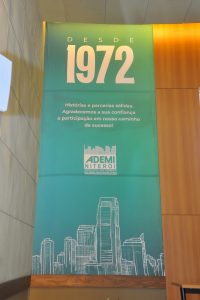 DESDE
1972
Histórias e parcerias sólidas.
Agradecemos a sua confiança
e participação em nosso caminho
de sucesso!
ADEMI
NITERÓI